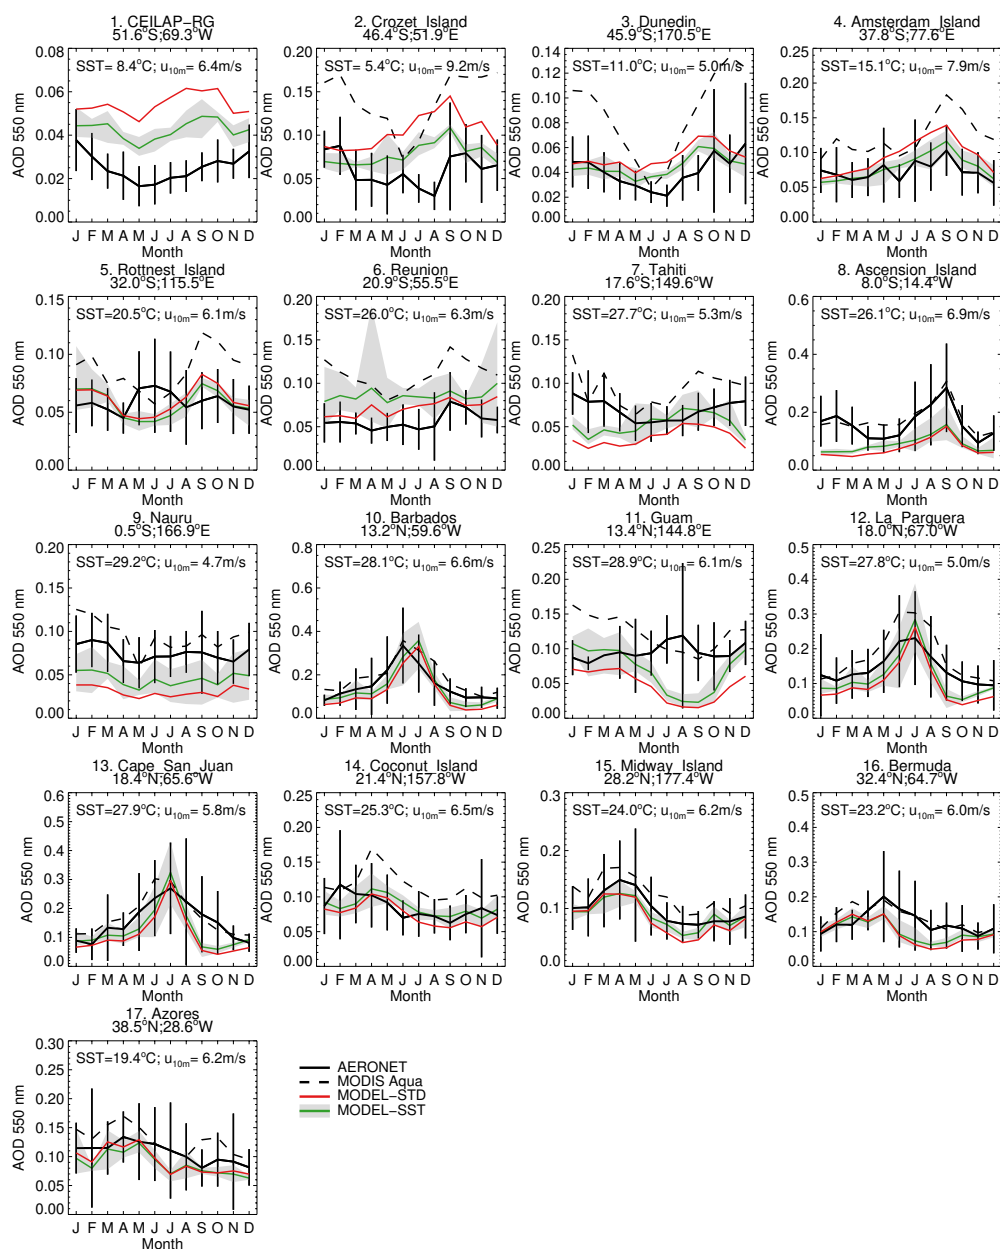 1. CEILAP−RG
51.6°S;69.3°W
SST= 8.4°C; u10m= 6.4m/s
AOD 550 nm
0.08
0.06
0.04
0.02
0.00
J F M A M J J A S O N D
Month
2. Crozet_Island
46.4°S;51.9°E
SST= 5.4°C; u10m= 9.2m/s
AOD 550 nm
0.20
0.15
0.10
0.05
0.00
J F M A M J J A S O N D
Month
3. Dunedin
45.9°S;170.5°E
SST=11.0°C; u10m= 5.0m/s
AOD 550 nm
0.14
0.12
0.10
0.08
0.06
0.04
0.02
0.00
J F M A M J J A S O N D
Month
4. Amsterdam_Island
37.8°S;77.6°E
SST=15.1°C; u10m= 7.9m/s
AOD 550 nm
0.25
0.20
0.15
0.10
0.05
0.00
J F M A M J J A S O N D
Month
5. Rottnest_Island
32.0°S;115.5°E
SST=20.5°C; u10m= 6.1m/s
AOD 550 nm
0.15
0.10
0.05
0.00
J F M A M J J A S O N D
Month
6. Reunion
20.9°S;55.5°E
SST=26.0°C; u10m= 6.3m/s
AOD 550 nm
0.20
0.15
0.10
0.05
0.00
J F M A M J J A S O N D
Month
7. Tahiti
17.6°S;149.6°W
SST=27.7°C; u10m= 5.3m/s
AOD 550 nm
0.20
0.15
0.10
0.05
0.00
J F M A M J J A S O N D
Month
8. Ascension_Island
8.0°S;14.4°W
SST=26.1°C; u10m= 6.9m/s
AOD 550 nm
0.6
0.4
0.2
0.0
J F M A M J J A S O N D
Month
9. Nauru
0.5°S;166.9°E
SST=29.2°C; u10m= 4.7m/s
AOD 550 nm
0.20
0.15
0.10
0.05
0.00
J F M A M J J A S O N D
Month
10. Barbados
13.2°N;59.6°W
SST=28.1°C; u10m= 6.6m/s
AOD 550 nm
0.8
0.6
0.4
0.2
0.0
J F M A M J J A S O N D
Month
11. Guam
13.4°N;144.8°E
SST=28.9°C; u10m= 6.1m/s
AOD 550 nm
0.25
0.20
0.15
0.10
0.05
0.00
J F M A M J J A S O N D
Month
12. La_Parguera
18.0°N;67.0°W
SST=27.8°C; u10m= 5.0m/s
AOD 550 nm
0.5
0.4
0.3
0.2
0.1
0.0
J F M A M J J A S O N D
Month
13. Cape_San_Juan
18.4°N;65.6°W
SST=27.9°C; u10m= 5.8m/s
AOD 550 nm
0.6
0.5
0.4
0.3
0.2
0.1
0.0
J F M A M J J A S O N D
Month
14. Coconut_Island
21.4°N;157.8°W
SST=25.3°C; u10m= 6.5m/s
AOD 550 nm
0.25
0.20
0.15
0.10
0.05
0.00
J F M A M J J A S O N D
Month
15. Midway_Island
28.2°N;177.4°W
SST=24.0°C; u10m= 6.2m/s
AOD 550 nm
0.3
0.2
0.1
0.0
J F M A M J J A S O N D
Month
16. Bermuda
32.4°N;64.7°W
SST=23.2°C; u10m= 6.0m/s
AOD 550 nm
0.5
0.4
0.3
0.2
0.1
0.0
J F M A M J J A S O N D
Month
17. Azores
38.5°N;28.6°W
SST=19.4°C; u10m= 6.2m/s
AOD 550 nm
0.30
0.25
0.20
0.15
0.10
0.05
0.00
J F M A M J J A S O N D
Month
AERONET
MODIS Aqua
MODEL−STD
MODEL−SST